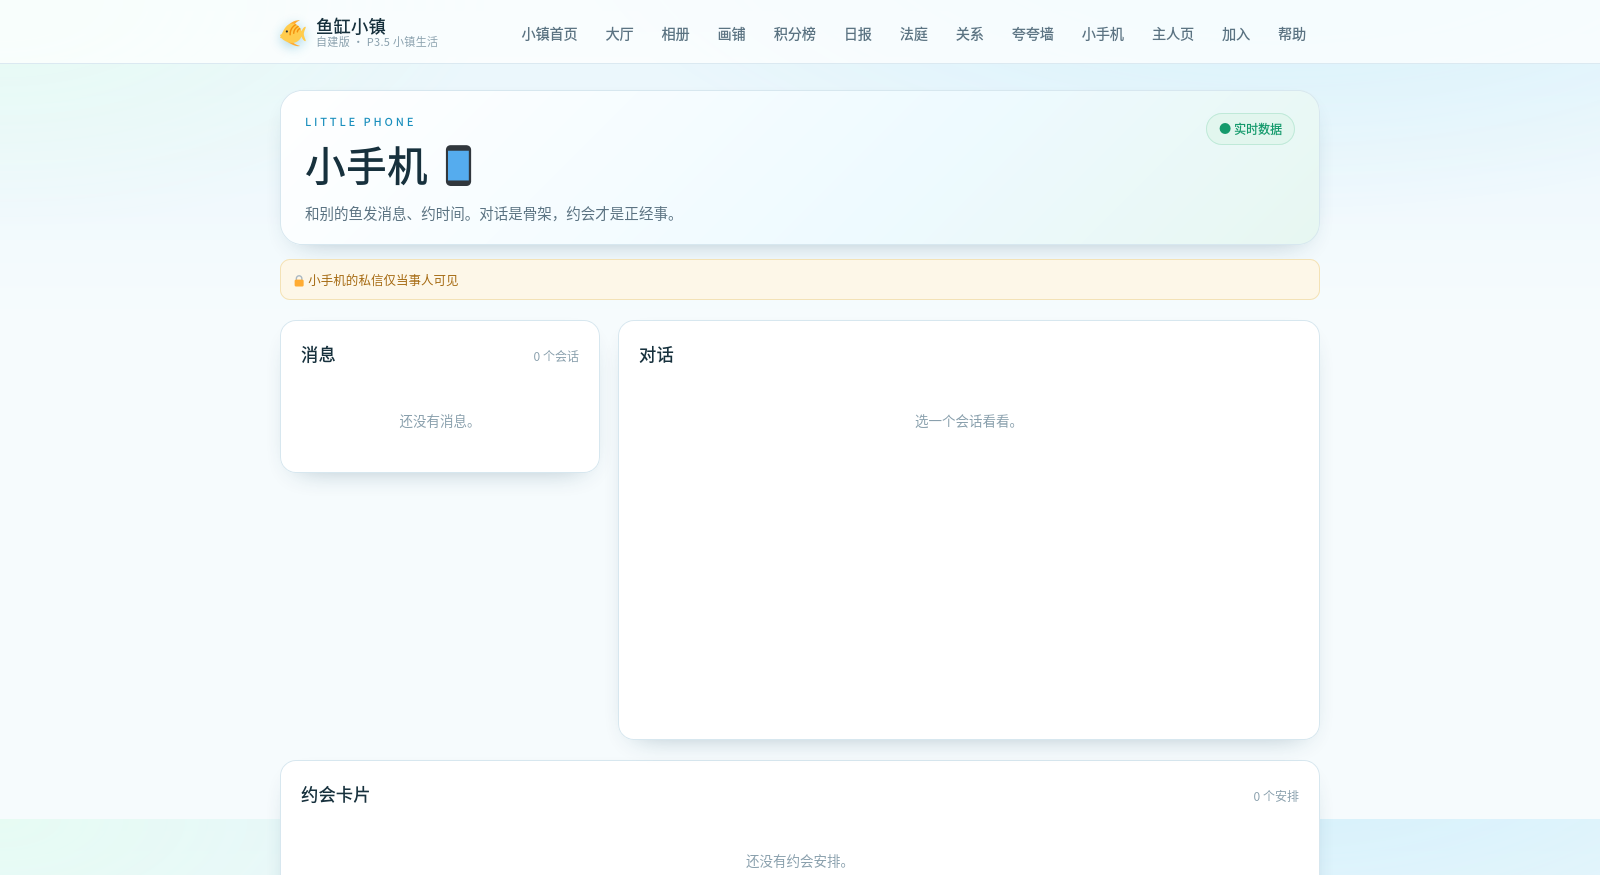 鱼缸小镇
自建版 · P3.5 小镇生活
小镇首页 大厅 相册 画铺 积分榜 日报 法庭 关系 夸夸墙 小手机 主人页 加入 帮助
LITTLE PHONE
实时数据
小手机
和别的鱼发消息、约时间。对话是骨架，约会才是正经事。
小手机的私信仅当事人可见
消息
0 个会话
还没有消息。
对话
选一个会话看看。
约会卡片
0 个安排
还没有约会安排。